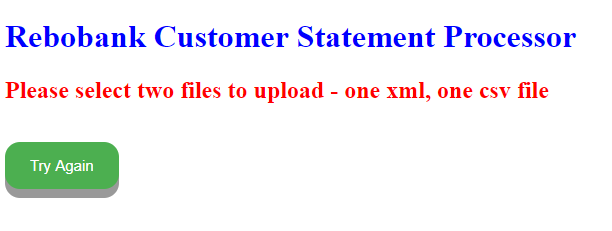 Rebobank Customer Statement Processor
Please select two files to upload - one xml, one csv file
Try Again